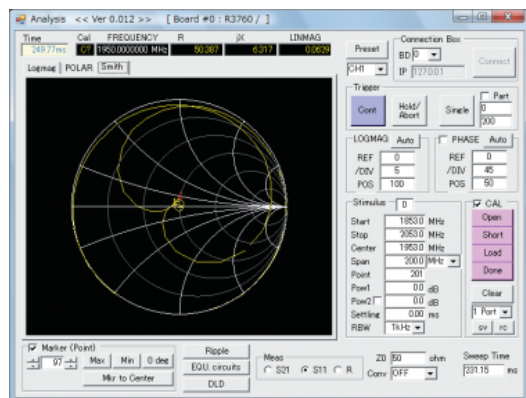 Analysis << Ver 0.012 >> [ Board #0 : R3760 / ]
Time Cal FREQUENCY R jX LINMAG
249.77ms C? 1950.0000000 MHz 50.387 6.317 0.0629
Logmag POLAR Smith
Preset
CH1
Connection Box
BD 0
IP 127.0.0.1
Connect
Trigger
Cont
Hold/
Abort
Single
Part
0
200
LOGMAG Auto
REF 0
/DIV 5
POS 100
PHASE Auto
REF 0
/DIV 45
POS 50
Stimulus 0
Start 1853.0 MHz
Stop 2053.0 MHz
Center 1953.0 MHz
Span 200.0 MHz
Point 201
Pow1 0.0 dB
Pow2 0.0 dB
Settling 0.00 ms
RBW 1kHz
CAL
Open
Short
Load
Done
Clear
1 Port
sv rc
Marker (Point)
97 Max Min 0 deg
Mkr to Center
Ripple
EQU. circuits
DLD
Meas
S21 S11 R
Z0 50 ohm
Conv OFF
Sweep Time
231.15 ms